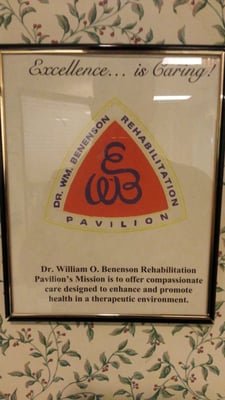 Excellence... is Caring!
DR. WM. BENENSON
REHABILITATION
PAVILION
WEB
Dr. William O. Benenson Rehabilitation
Pavilion's Mission is to offer compassionate
care designed to enhance and promote
health in a therapeutic environment.